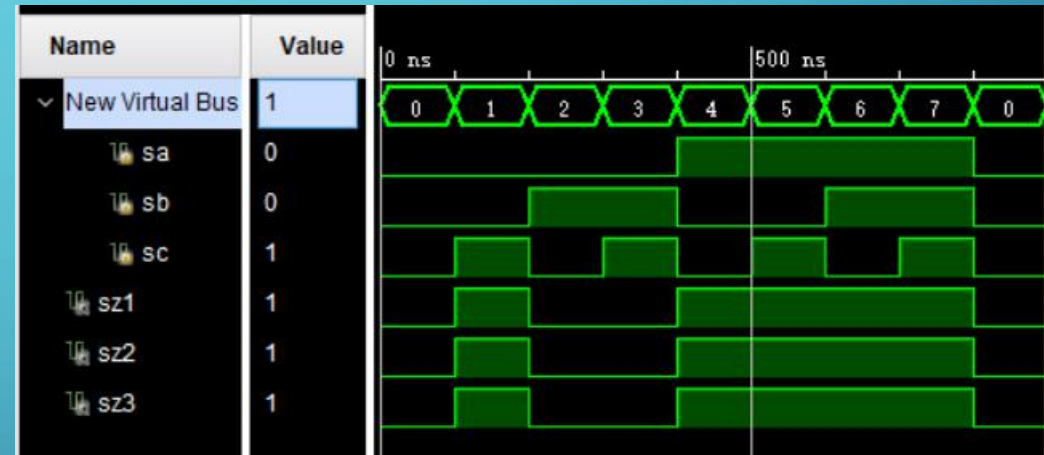 Name Value
0 ns 500 ns
New Virtual Bus 1 0 1 2 3 4 5 6 7 0
sa 0
sb 0
sc 1
sz1 1
sz2 1
sz3 1